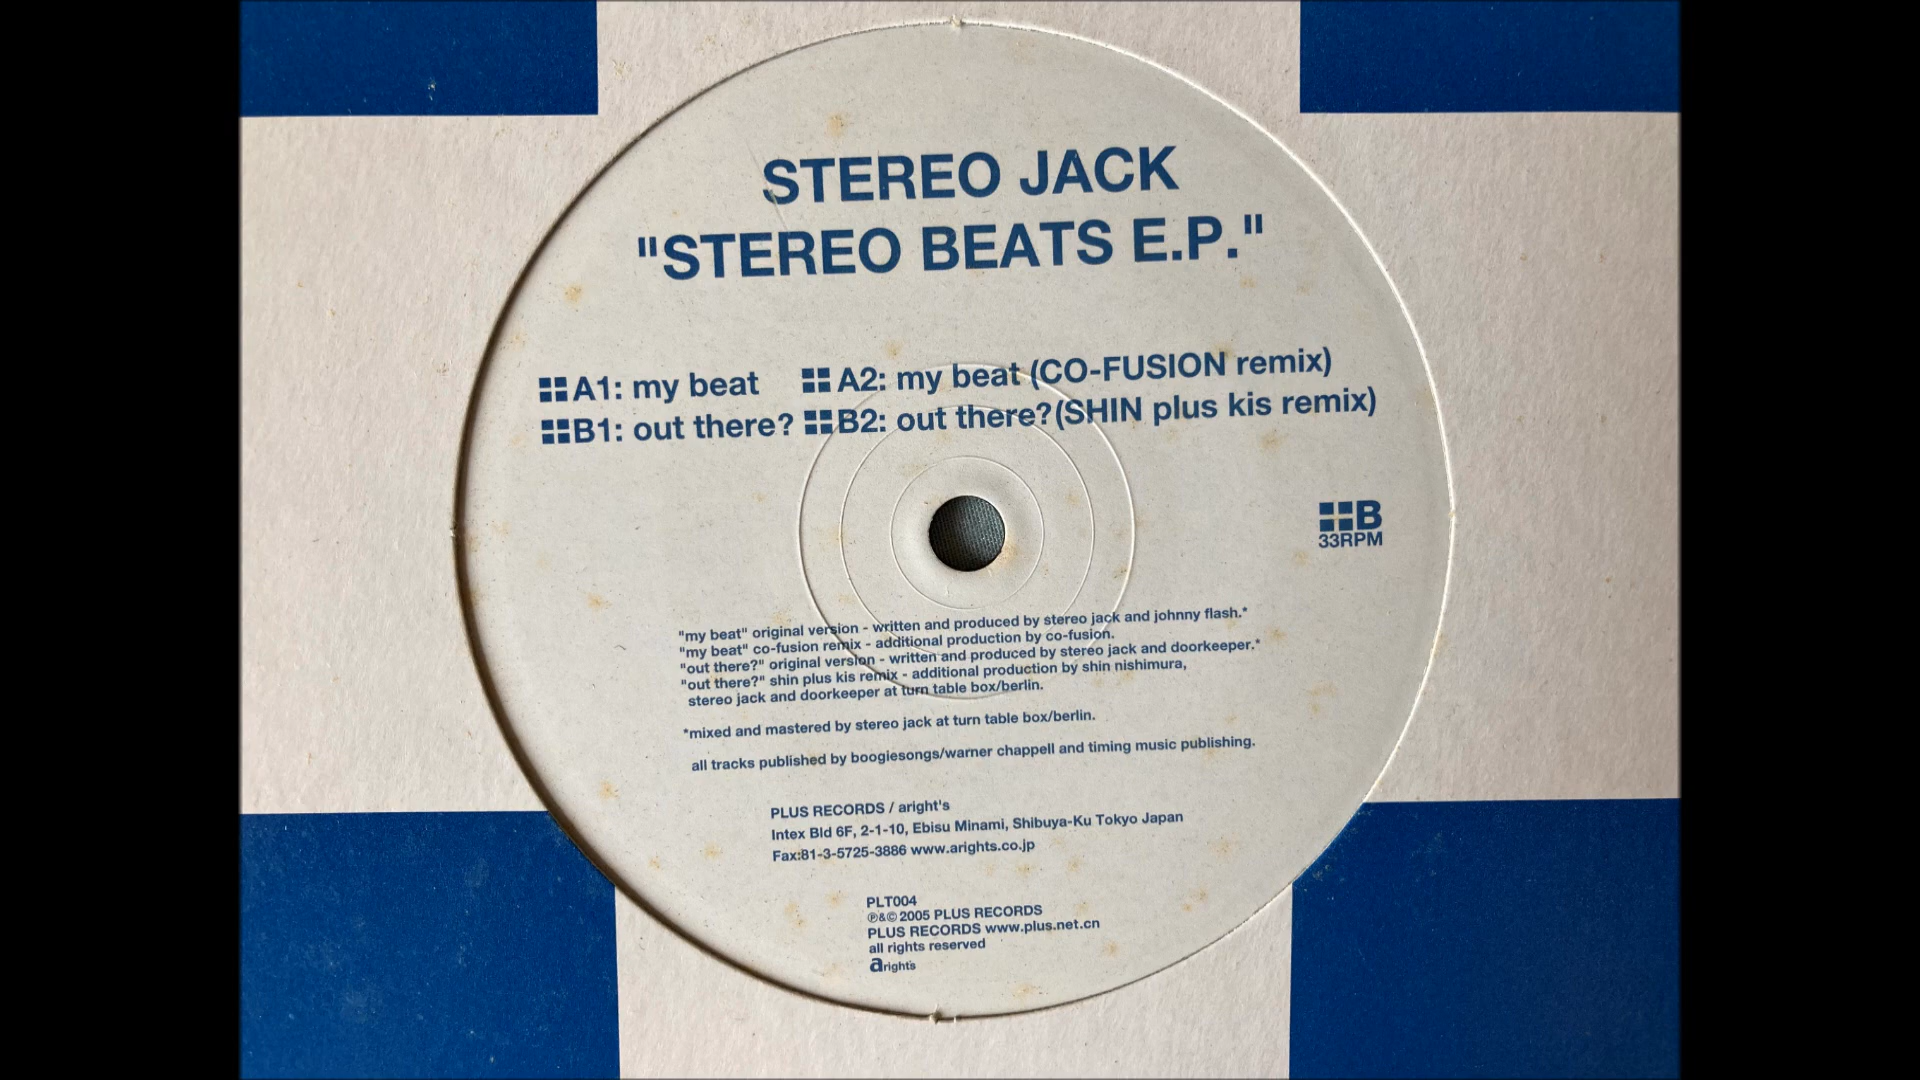 STEREO JACK
"STEREO BEATS E.P."
A1: my beat A2: my beat (CO-FUSION remix)
B1: out there? B2: out there?(SHIN plus kis remix)
B
33RPM
"my beat" original version - written and produced by stereo jack and johnny flash.*
"my beat" co-fusion remix - additional production by co-fusion.
"out there?" original version - written and produced by stereo jack and doorkeeper.*
"out there?" shin plus kis remix - additional production by shin nishimura,
stereo jack and doorkeeper at turn table box/berlin.
*mixed and mastered by stereo jack at turn table box/berlin.
all tracks published by boogiesongs/warner chappell and timing music publishing.
PLUS RECORDS / aright's
Intex Bld 6F, 2-1-10, Ebisu Minami, Shibuya-Ku Tokyo Japan
Fax:81-3-5725-3886 www.arights.co.jp
PLT004
℗&© 2005 PLUS RECORDS
PLUS RECORDS www.plus.net.cn
all rights reserved
aright's